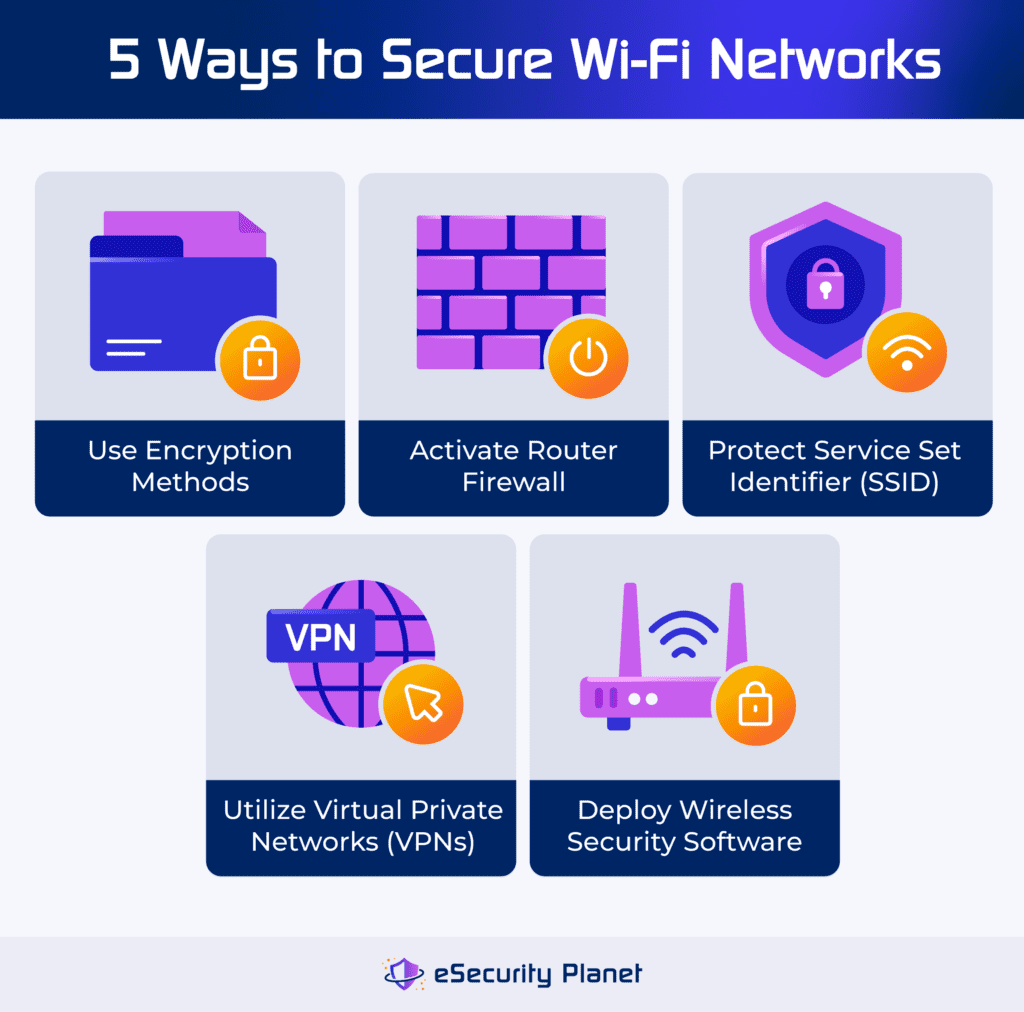 5 Ways to Secure Wi-Fi Networks
Use Encryption
Methods
Activate Router
Firewall
Protect Service Set
Identifier (SSID)
VPN
Utilize Virtual Private
Networks (VPNs)
Deploy Wireless
Security Software
eSecurity Planet